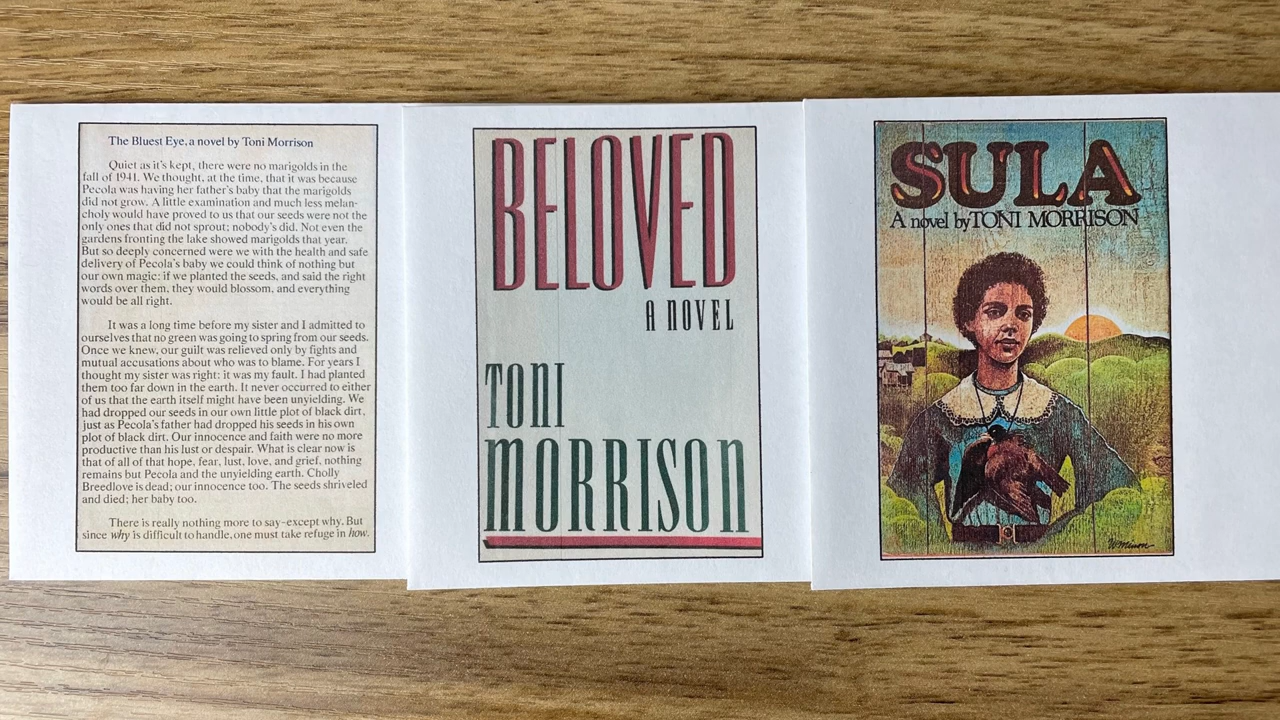 The Bluest Eye, a novel by Toni Morrison
Quiet as it's kept, there were no marigolds in the
fall of 1941. We thought, at the time, that it was because
Pecola was having her father's baby that the marigolds
did not grow. A little examination and much less melan-
choly would have proved to us that our seeds were not the
only ones that did not sprout; nobody's did. Not even the
gardens fronting the lake showed marigolds that year.
But so deeply concerned were we with the health and safe
delivery of Pecola's baby we could think of nothing but
our own magic: if we planted the seeds, and said the right
words over them, they would blossom, and everything
would be all right.
It was a long time before my sister and I admitted to
ourselves that no green was going to spring from our seeds.
Once we knew, our guilt was relieved only by fights and
mutual accusations about who was to blame. For years I
thought my sister was right: it was my fault. I had planted
them too far down in the earth. It never occurred to either
of us that the earth itself might have been unyielding. We
had dropped our seeds in our own little plot of black dirt,
just as Pecola's father had dropped his seeds in his own
plot of black dirt. Our innocence and faith were no more
productive than his lust or despair. What is clear now is
that of all of that hope, fear, lust, love, and grief, nothing
remains but Pecola and the unyielding earth. Cholly
Breedlove is dead; our innocence too. The seeds shriveled
and died; her baby too.
There is really nothing more to say-except why. But
since why is difficult to handle, one must take refuge in how.
BELOVED
A NOVEL
TONI
MORRISON
SULA
A novel by TONI MORRISON